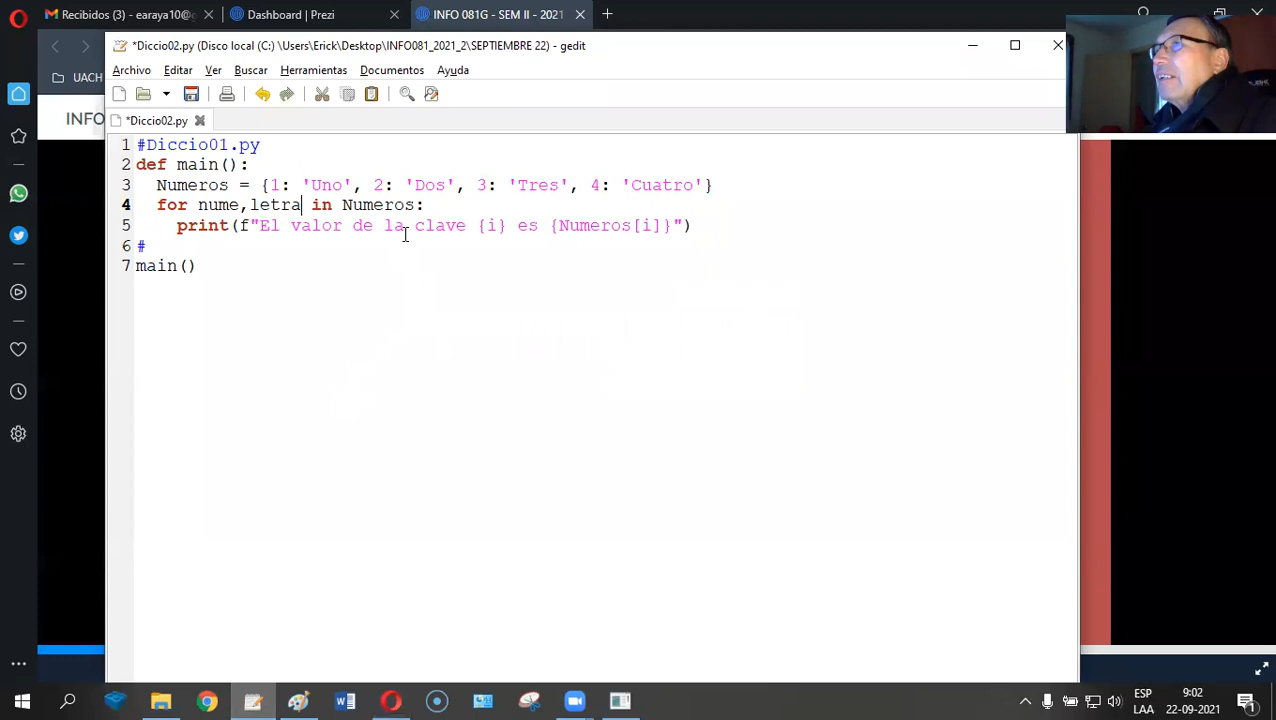 Recibidos (3) - earaya10@
Dashboard | Prezi
INFO 081G - SEM II - 2021
*Diccio02.py (Disco local (C:) \Users\Erick\Desktop\INFO081_2021_2\SEPTIEMBRE 22) - gedit
Archivo Editar Ver Buscar Herramientas Documentos Ayuda
UACH
INFO
*Diccio02.py
1 #Diccio01.py
2 def main():
3 Numeros = {1: 'Uno', 2: 'Dos', 3: 'Tres', 4: 'Cuatro'}
4 for nume,letra in Numeros:
5 print(f"El valor de la clave {i} es {Numeros[i]}")
6 #
7 main()
ESP
LAA
9:02
22-09-2021
1